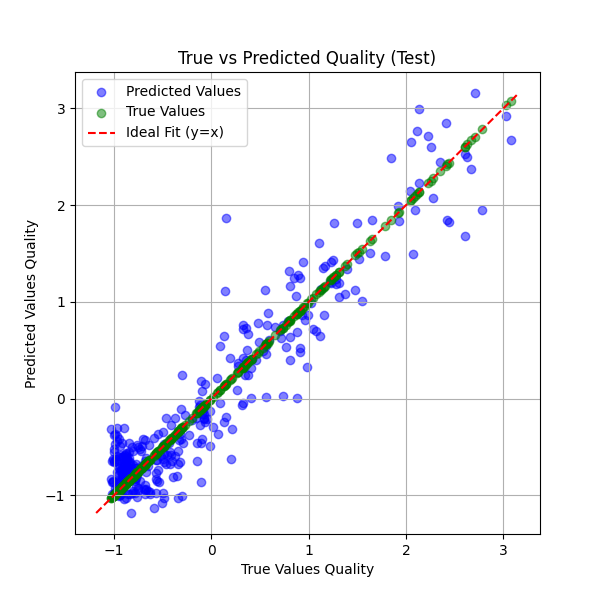 True vs Predicted Quality (Test)
Predicted Values
True Values
Ideal Fit (y=x)
Predicted Values Quality
3
2
1
0
−1
−1
0
1
2
3
True Values Quality